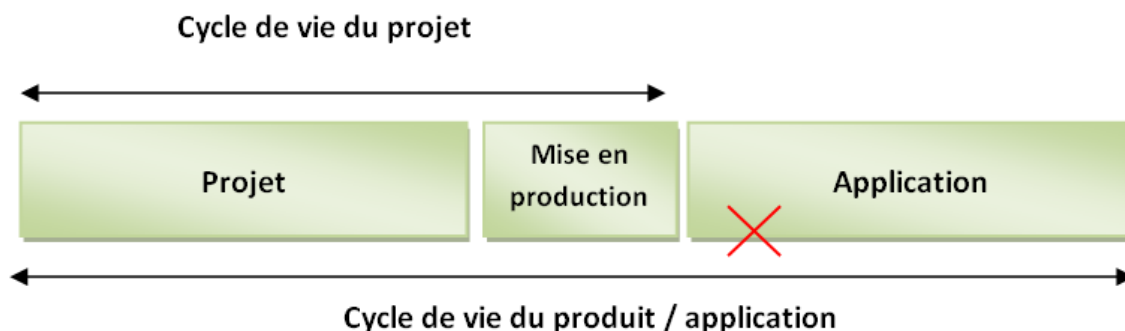 Cycle de vie du projet
Projet
Mise en
production
Application
Cycle de vie du produit / application